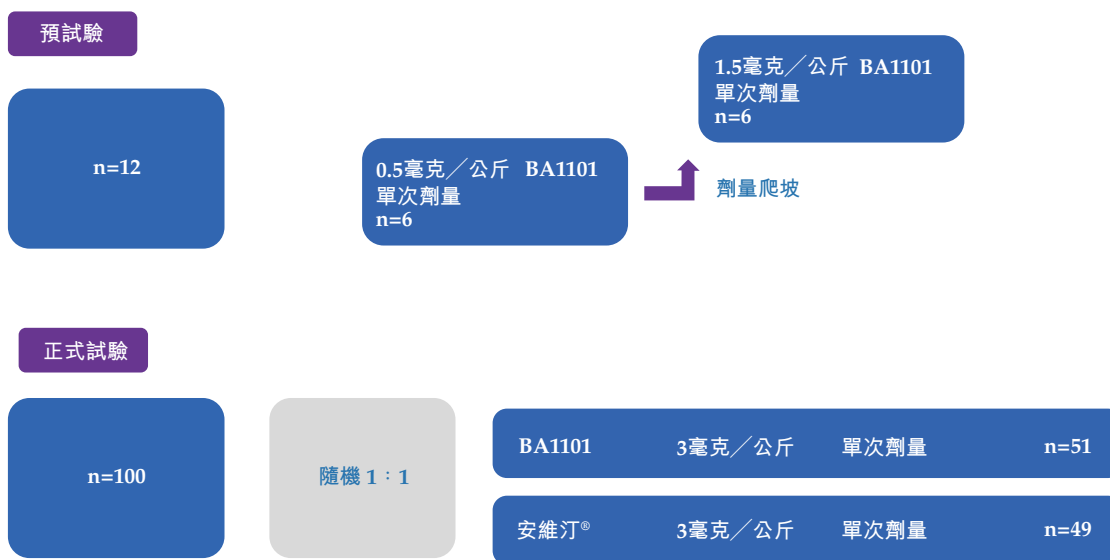 預試驗
n=12
0.5毫克／公斤 BA1101
單次劑量
n=6
1.5毫克／公斤 BA1101
單次劑量
n=6
劑量爬坡
正式試驗
n=100
隨機 1：1
BA1101 3毫克／公斤 單次劑量 n=51
安維汀® 3毫克／公斤 單次劑量 n=49